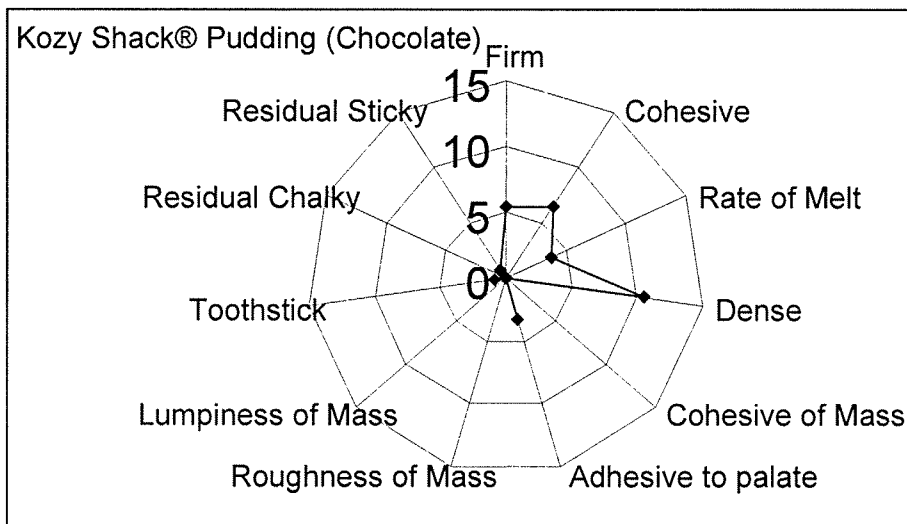 Kozy Shack® Pudding (Chocolate)
Firm
15
Residual Sticky
Cohesive
10
Residual Chalky
Rate of Melt
5
0
Toothstick
Dense
Lumpiness of Mass
Cohesive of Mass
Roughness of Mass
Adhesive to palate